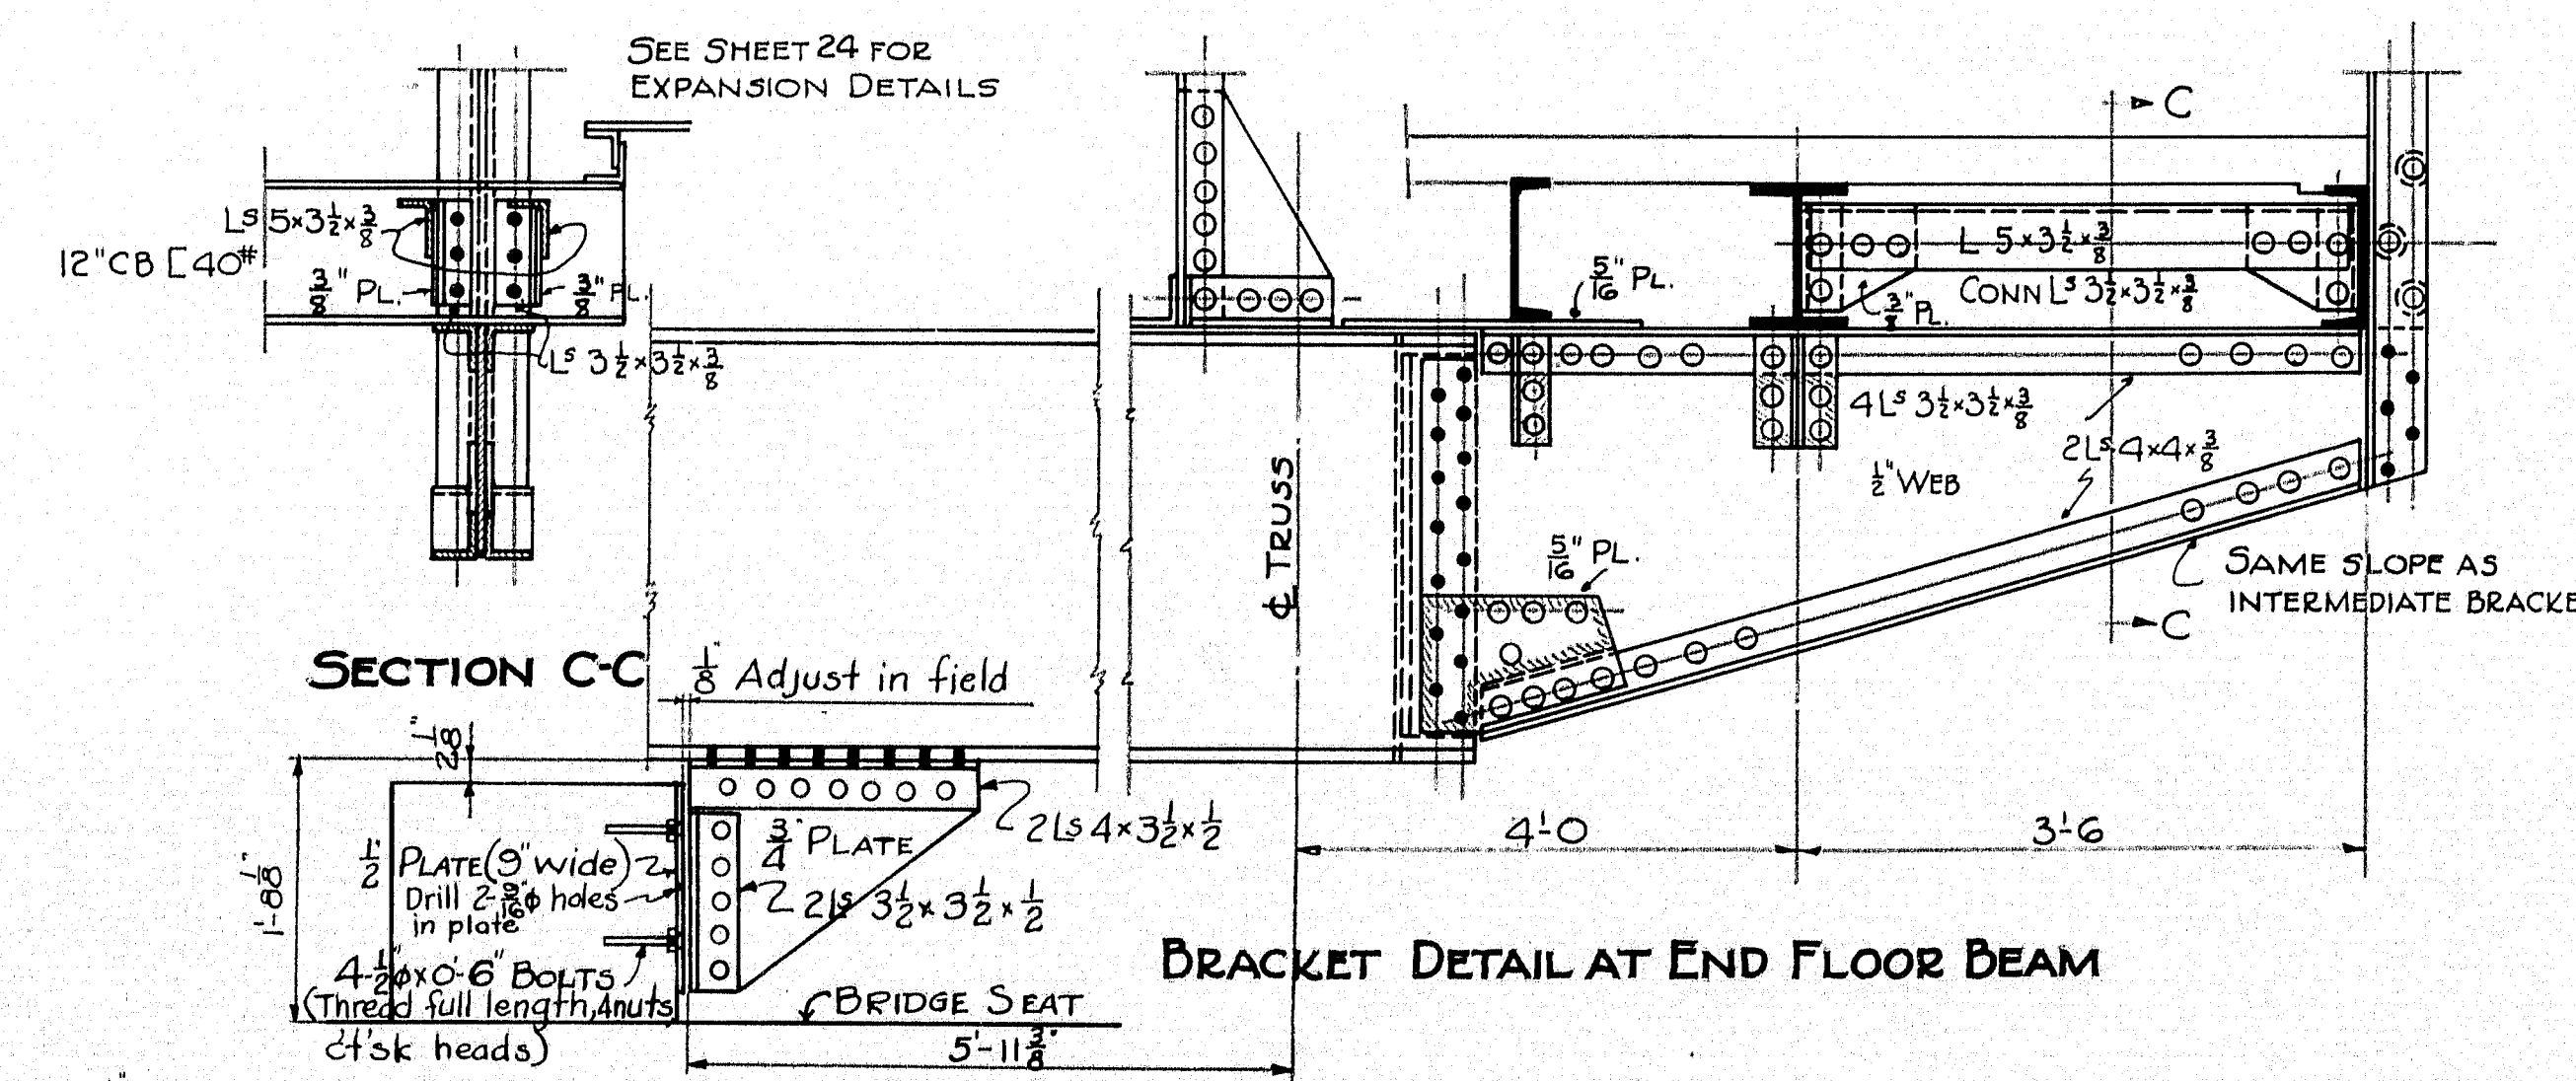 SEE SHEET 24 FOR
EXPANSION DETAILS
Ls 5×3½×⅜
12"CB [40#
⅜" PL.
⅜" PL.
Ls 3½×3½×⅜
SECTION C-C
C
L 5×3½×⅜
CONN Ls 3½×3½×⅜
5/16" PL.
⅜" PL.
4Ls 3½×3½×⅜
2Ls 4×4×⅜
½" WEB
5/16" PL.
SAME SLOPE AS
INTERMEDIATE BRACKE
C
℄ TRUSS
⅛" Adjust in field
2⅛"
1'-8⅛"
½" PLATE (9" wide)
Drill 2-9/16ϕ holes
in plate
4-½"ϕ×0'-6" BOLTS
(Thread full length, 4nuts
c't'sk heads)
¾" PLATE
2Ls 4×3½×½
2Ls 3½×3½×½
BRIDGE SEAT
5'-11⅜"
4'-0
3'-6
BRACKET DETAIL AT END FLOOR BEAM